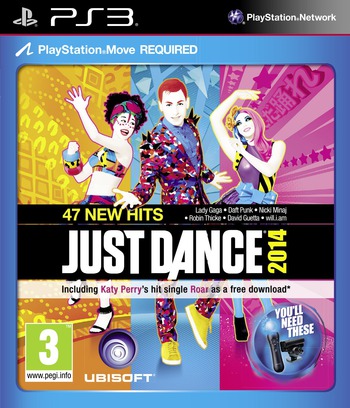 PS3
PlayStation®Network
PlayStation®Move REQUIRED
47 NEW HITS
Lady Gaga • Daft Punk • Nicki Minaj
• Robin Thicke • David Guetta • will.i.am
JUST DANCE 2014
Including Katy Perry's hit single Roar as a free download*
3
www.pegi.info
UBISOFT
YOU'LL
NEED
THESE